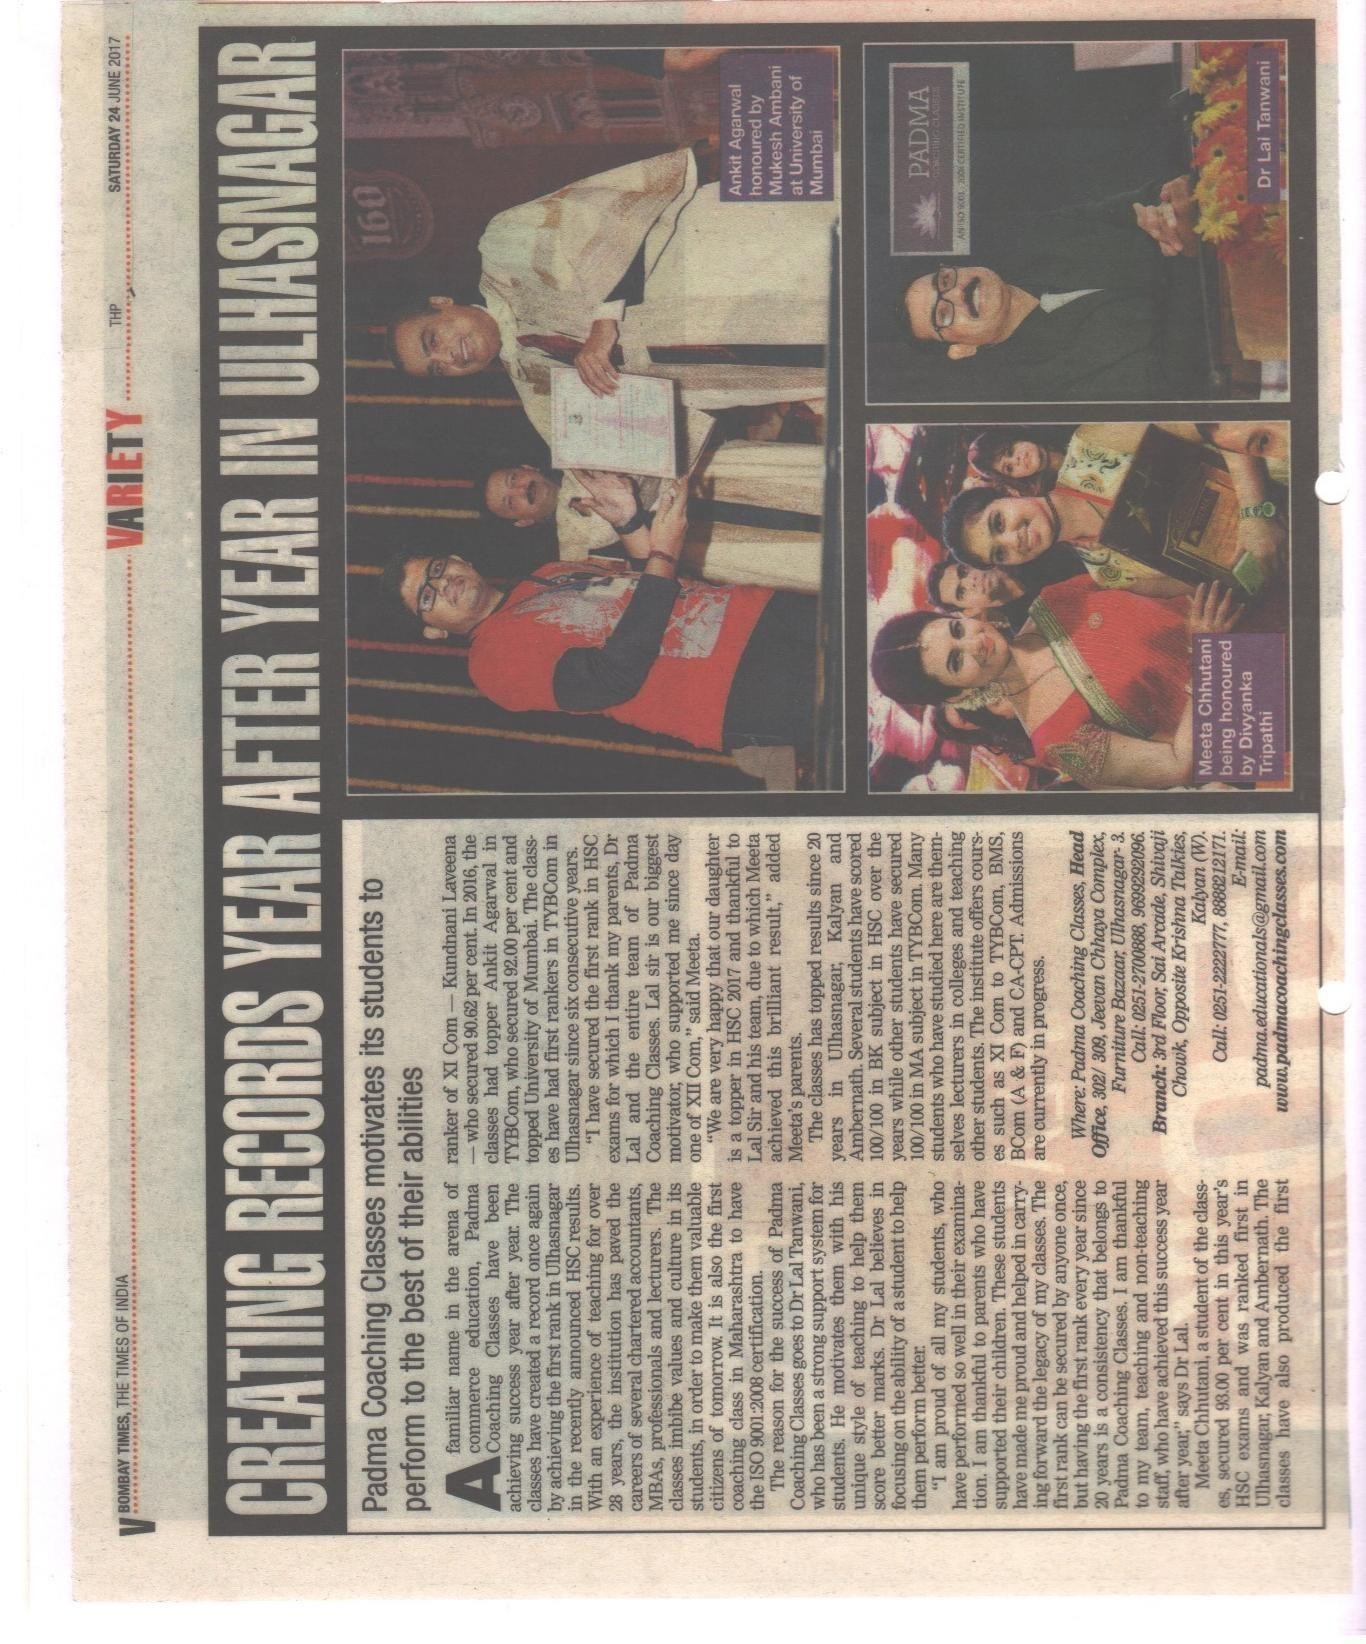 V BOMBAY TIMES, THE TIMES OF INDIA
VARIETY
THP
SATURDAY 24 JUNE 2017
CREATING RECORDS YEAR AFTER YEAR IN ULHASNAGAR
Padma Coaching Classes motivates its students to
perform to the best of their abilities
A familiar name in the arena of
commerce education, Padma
Coaching Classes have been
achieving success year after year. The
classes have created a record once again
by achieving the first rank in Ulhasnagar
in the recently announced HSC results.
With an experience of teaching for over
28 years, the institution has paved the
careers of several chartered accountants,
MBAs, professionals and lecturers. The
classes imbibe values and culture in its
students, in order to make them valuable
citizens of tomorrow. It is also the first
coaching class in Maharashtra to have
the ISO 9001:2008 certification.
The reason for the success of Padma
Coaching Classes goes to Dr Lal Tanwani,
who has been a strong support system for
students. He motivates them with his
unique style of teaching to help them
score better marks. Dr Lal believes in
focusing on the ability of a student to help
them perform better.
"I am proud of all my students, who
have performed so well in their examina-
tion. I am thankful to parents who have
supported their children. These students
have made me proud and helped in carry-
ing forward the legacy of my classes. The
first rank can be secured by anyone once,
but having the first rank every year since
20 years is a consistency that belongs to
Padma Coaching Classes. I am thankful
to my team, teaching and non-teaching
staff, who have achieved this success year
after year," says Dr Lal.
Meeta Chhutani, a student of the class-
es, secured 93.00 per cent in this year's
HSC exams and was ranked first in
Ulhasnagar, Kalyan and Ambernath. The
classes have also produced the first
ranker of XI Com — Kundnani Laveena
— who secured 90.62 per cent. In 2016, the
classes had topper Ankit Agarwal in
TYBCom, who secured 92.00 per cent and
topped University of Mumbai. The class-
es have had first rankers in TYBCom in
Ulhasnagar since six consecutive years.
"I have secured the first rank in HSC
exams for which I thank my parents, Dr
Lal and the entire team of Padma
Coaching Classes. Lal sir is our biggest
motivator, who supported me since day
one of XII Com," said Meeta.
"We are very happy that our daughter
is a topper in HSC 2017 and thankful to
Lal Sir and his team, due to which Meeta
achieved this brilliant result," added
Meeta's parents.
The classes has topped results since 20
years in Ulhasnagar, Kalyan and
Ambernath. Several students have scored
100/100 in BK subject in HSC over the
years while other students have secured
100/100 in MA subject in TYBCom. Many
students who have studied here are them-
selves lecturers in colleges and teaching
other students. The institute offers cours-
es such as XI Com to TYBCom, BMS,
BCom (A & F) and CA-CPT. Admissions
are currently in progress.
Where: Padma Coaching Classes, Head
Office, 302/ 309, Jeevan Chhaya Complex,
Furniture Bazaar, Ulhasnagar- 3.
Call: 0251-2700888, 9699292096.
Branch: 3rd Floor, Sai Arcade, Shivaji
Chowk, Opposite Krishna Talkies,
Kalyan (W).
Call: 0251-2222777, 8888212171.
E-mail:
padma.educationals@gmail.com
www.padmacoachingclasses.com
160
Ankit Agarwal
honoured by
Mukesh Ambani
at University of
Mumbai
Meeta Chhutani
being honoured
by Divyanka
Tripathi
PADMA
COACHING CLASSES
AN ISO 9001 : 2008 CERTIFIED INSTITUTE
Dr Lal Tanwani